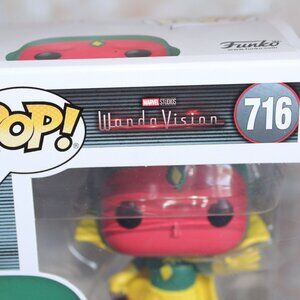 Funko
POP!
MARVEL STUDIOS
WandaVision
716